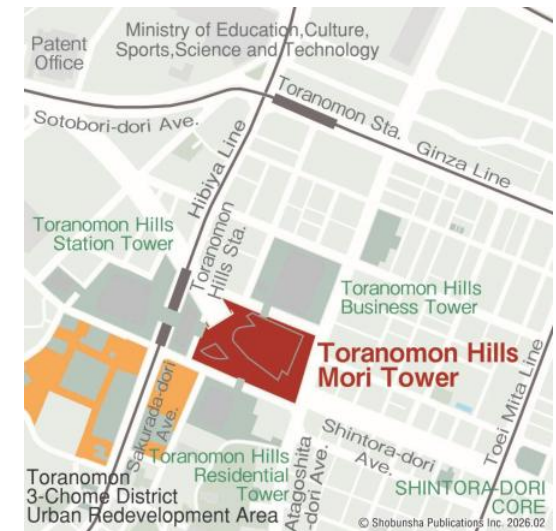 Ministry of Education,Culture,
Sports,Science and Technology
Patent
Office
Toranomon Sta.
Ginza Line
Sotobori-dori Ave.
Hibiya Line
Toranomon Hills
Station Tower
Toranomon
Hills Sta.
Toranomon Hills
Business Tower
Toranomon Hills
Mori Tower
Toei Mita Line
Sakurada-dori
Ave.
Shintora-dori
Ave.
Toranomon Hills
Residential
Tower
Atagoshita
-dori Ave.
SHINTORA-DORI
CORE
Toranomon
3-Chome District
Urban Redevelopment Area
© Shobunsha Publications Inc. 2026.02